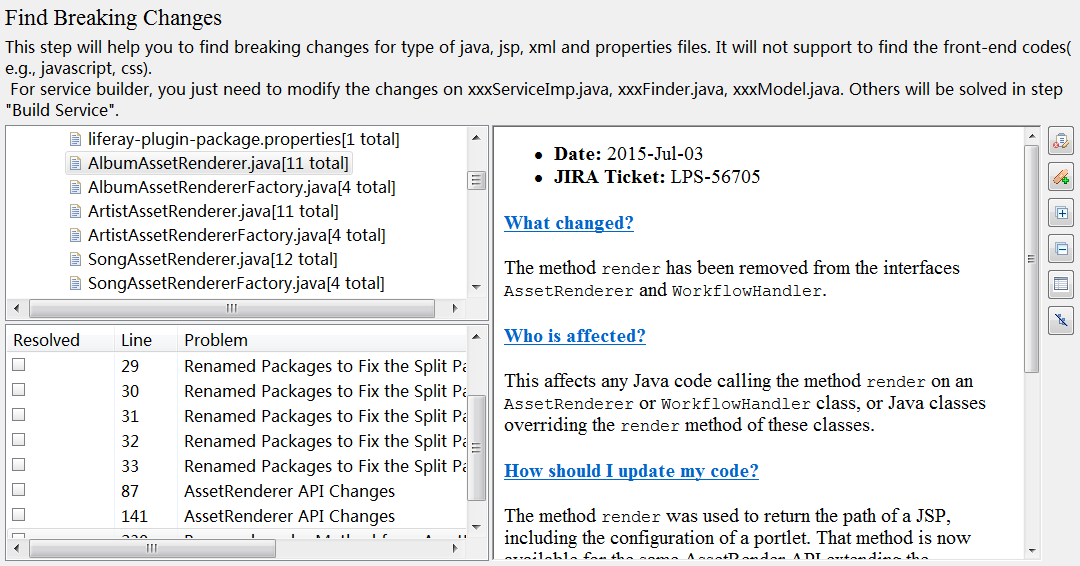 Find Breaking Changes
This step will help you to find breaking changes for type of java, jsp, xml and properties files. It will not support to find the front-end codes(
e.g., javascript, css).
For service builder, you just need to modify the changes on xxxServiceImp.java, xxxFinder.java, xxxModel.java. Others will be solved in step
"Build Service".
liferay-plugin-package.properties[1 total]
AlbumAssetRenderer.java[11 total]
AlbumAssetRendererFactory.java[4 total]
ArtistAssetRenderer.java[11 total]
ArtistAssetRendererFactory.java[4 total]
SongAssetRenderer.java[12 total]
SongAssetRendererFactory.java[4 total]
Resolved Line Problem
29 Renamed Packages to Fix the Split Pa
30 Renamed Packages to Fix the Split Pa
31 Renamed Packages to Fix the Split Pa
32 Renamed Packages to Fix the Split Pa
33 Renamed Packages to Fix the Split Pa
87 AssetRenderer API Changes
141 AssetRenderer API Changes
• Date: 2015-Jul-03
• JIRA Ticket: LPS-56705
What changed?
The method render has been removed from the interfaces
AssetRenderer and WorkflowHandler.
Who is affected?
This affects any Java code calling the method render on an
AssetRenderer or WorkflowHandler class, or Java classes
overriding the render method of these classes.
How should I update my code?
The method render was used to return the path of a JSP,
including the configuration of a portlet. That method is now
available for the same AssetRender API extending the